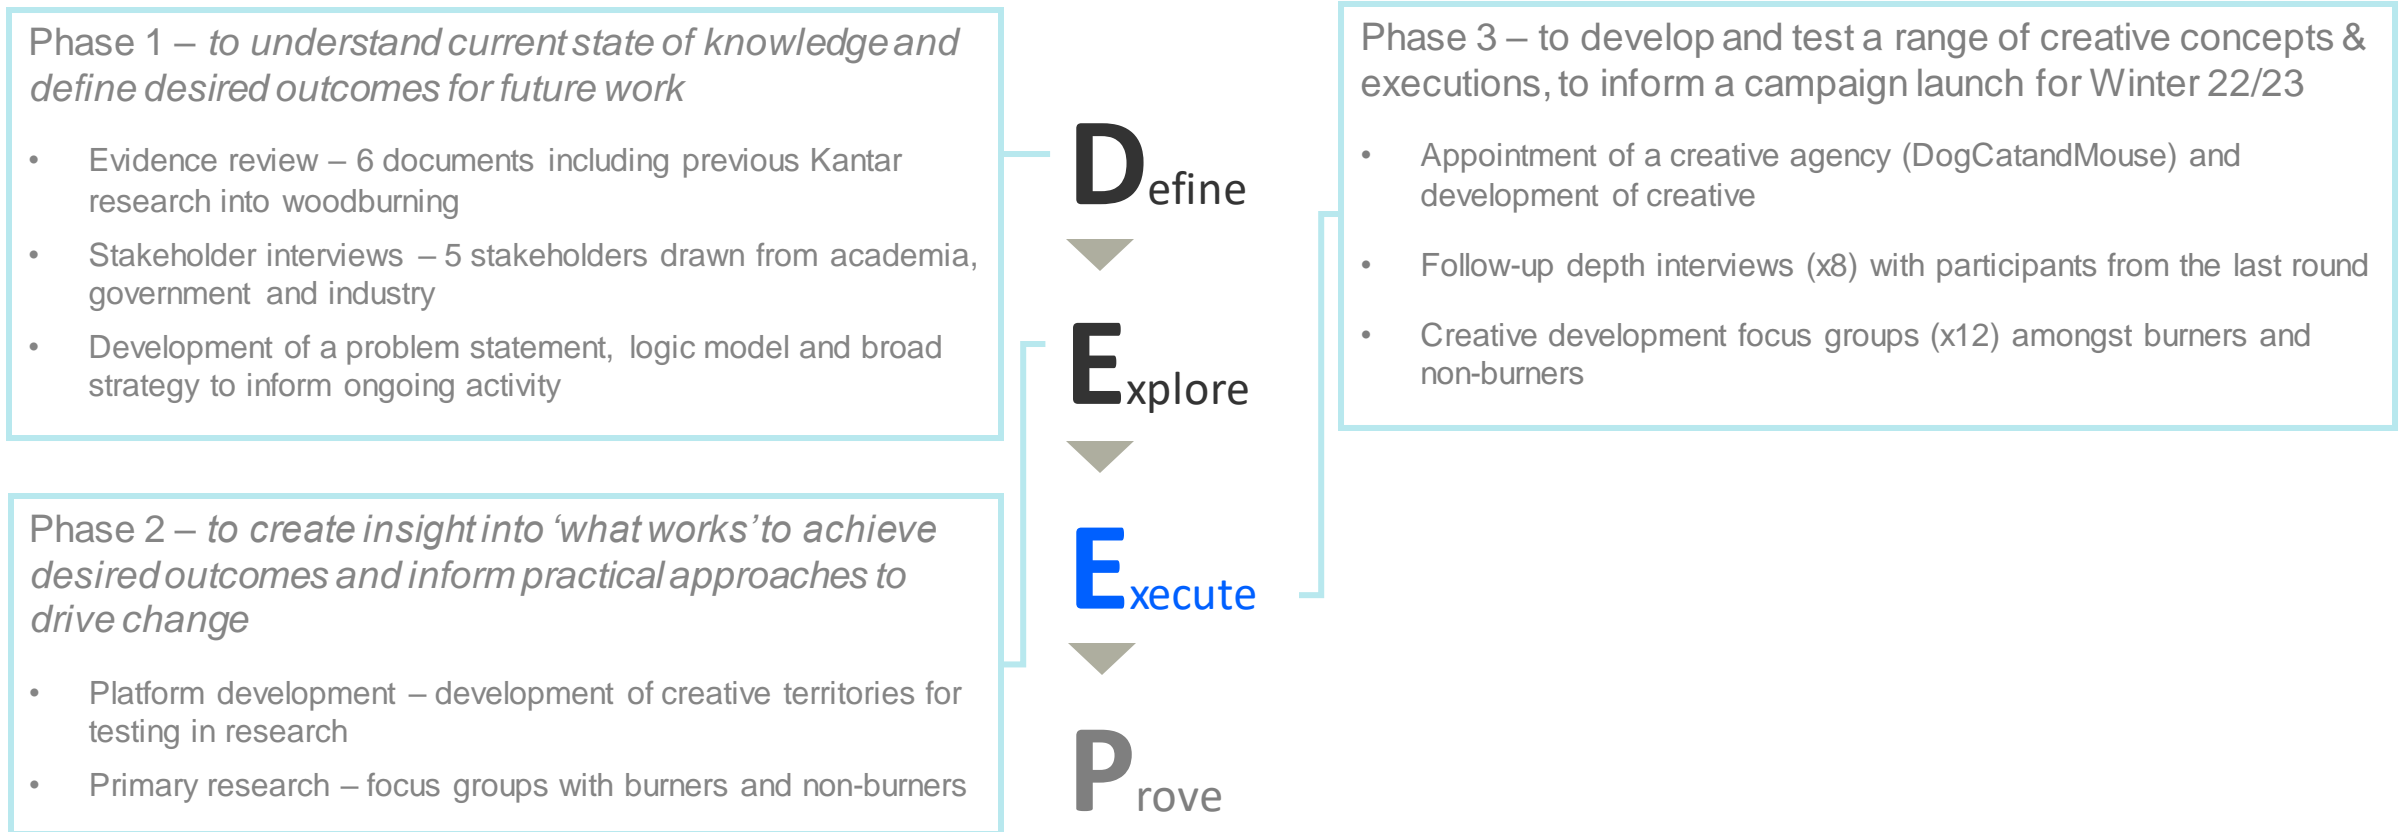 Phase 1 – to understand current state of knowledge and
define desired outcomes for future work
• Evidence review – 6 documents including previous Kantar
research into woodburning
• Stakeholder interviews – 5 stakeholders drawn from academia,
government and industry
• Development of a problem statement, logic model and broad
strategy to inform ongoing activity
Phase 2 – to create insight into ‘what works’ to achieve
desired outcomes and inform practical approaches to
drive change
• Platform development – development of creative territories for
testing in research
• Primary research – focus groups with burners and non-burners
Define
Explore
Execute
Prove
Phase 3 – to develop and test a range of creative concepts &
executions, to inform a campaign launch for Winter 22/23
• Appointment of a creative agency (DogCatandMouse) and
development of creative
• Follow-up depth interviews (x8) with participants from the last round
• Creative development focus groups (x12) amongst burners and
non-burners